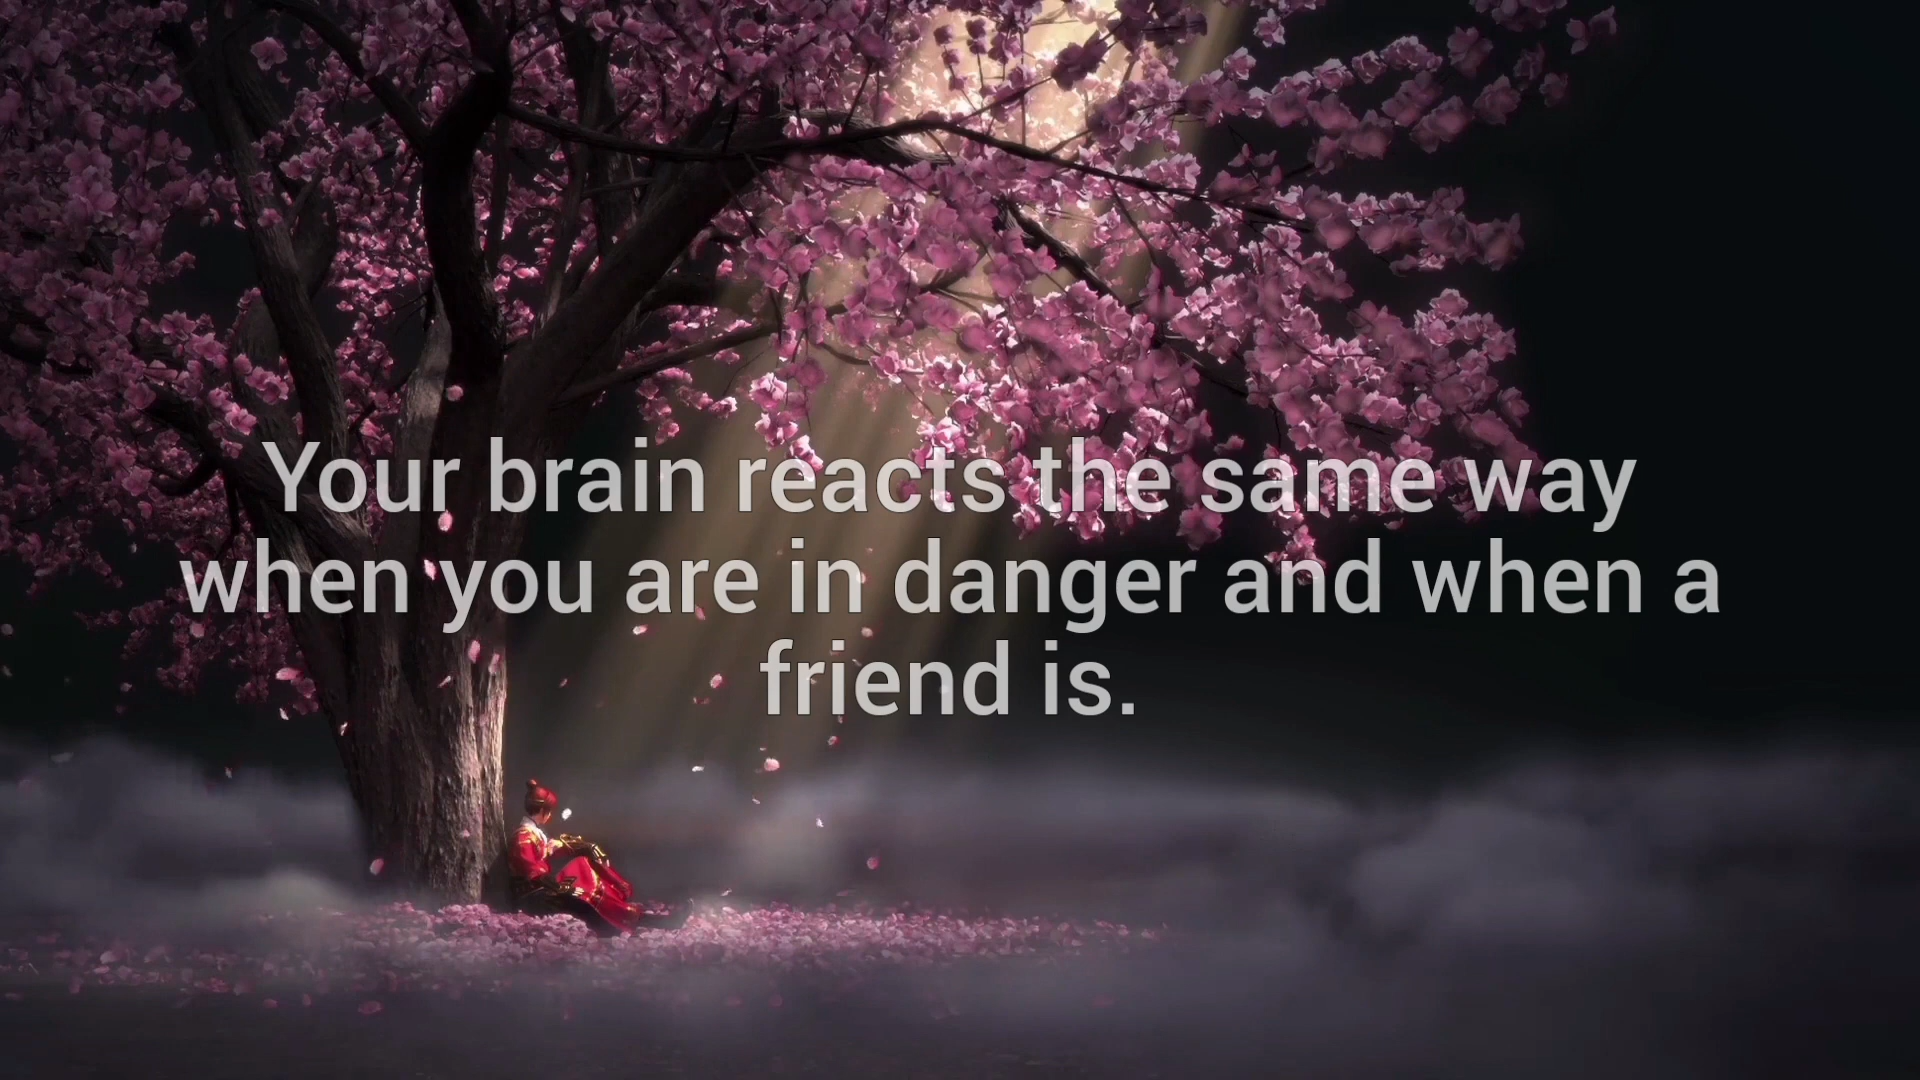 Your brain reacts the same way
when you are in danger and when a
friend is.